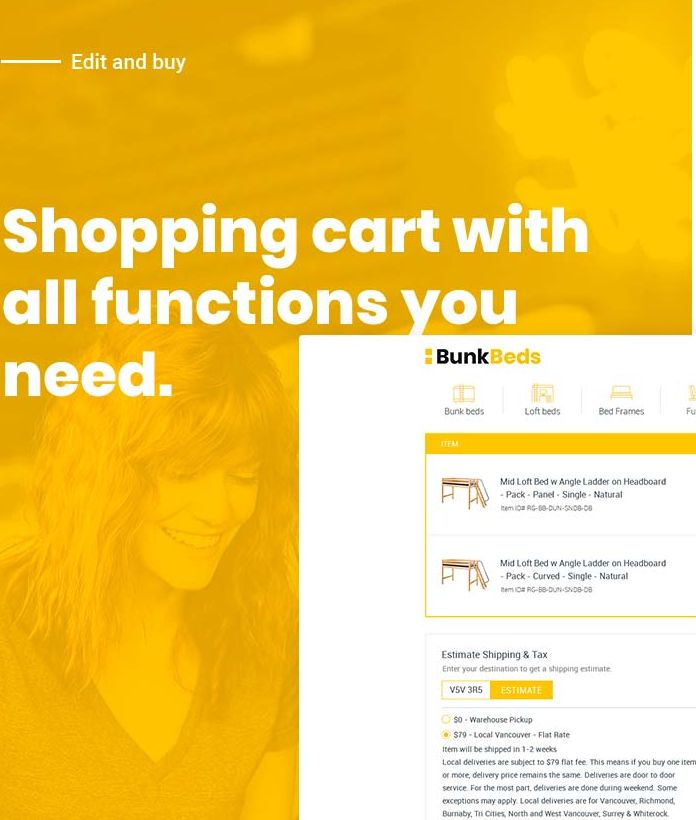 Edit and buy
Shopping cart with
all functions you
need.
BunkBeds
Bunk beds
Loft beds
Bed Frames
Fu
ITEM
Mid Loft Bed w Angle Ladder on Headboard
- Pack - Panel - Single - Natural
Item ID# RG-BB-DUN-SNDB-DB
Mid Loft Bed w Angle Ladder on Headboard
- Pack - Curved - Single - Natural
Item ID# RG-BB-DUN-SNDB-DB
Estimate Shipping & Tax
Enter your destination to get a shipping estimate.
V5V 3R5 ESTIMATE
$0 - Warehouse Pickup
$79 - Local Vancouver - Flat Rate
Item will be shipped in 1-2 weeks
Local deliveries are subject to $79 flat fee. This means if you buy one item
or more, delivery price remains the same. Deliveries are door to door
service. For the most part, deliveries are done during weekend. Some
exceptions may apply. Local deliveries are for Vancouver, Richmond,
Burnaby, Tri Cities, North and West Vancouver, Surrey & Whiterock.